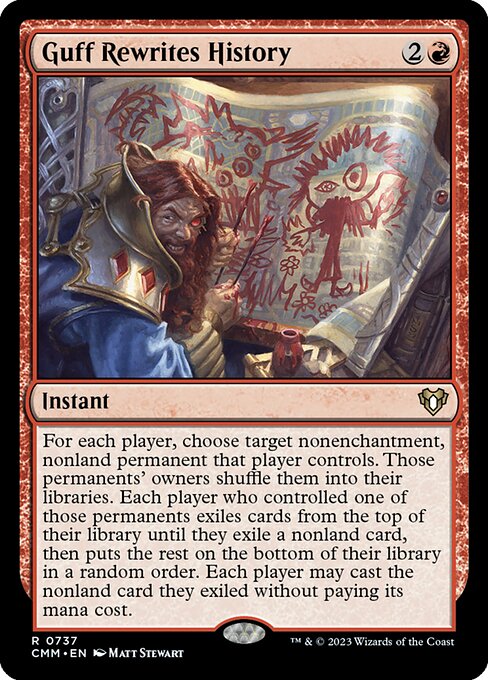 Guff Rewrites History 2
Instant
For each player, choose target nonenchantment,
nonland permanent that player controls. Those
permanents' owners shuffle them into their
libraries. Each player who controlled one of
those permanents exiles cards from the top of
their library until they exile a nonland card,
then puts the rest on the bottom of their library
in a random order. Each player may cast the
nonland card they exiled without paying its
mana cost.
R 0737
CMM • EN MATT STEWART
™ & © 2023 Wizards of the Coast